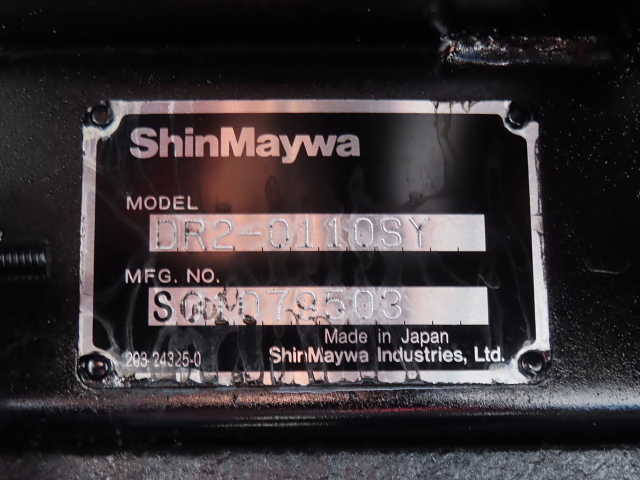 ShinMaywa
MODEL
DR2-0110SY
MFG. NO.
Made in Japan
203-24325-0
ShinMaywa Industries, Ltd.